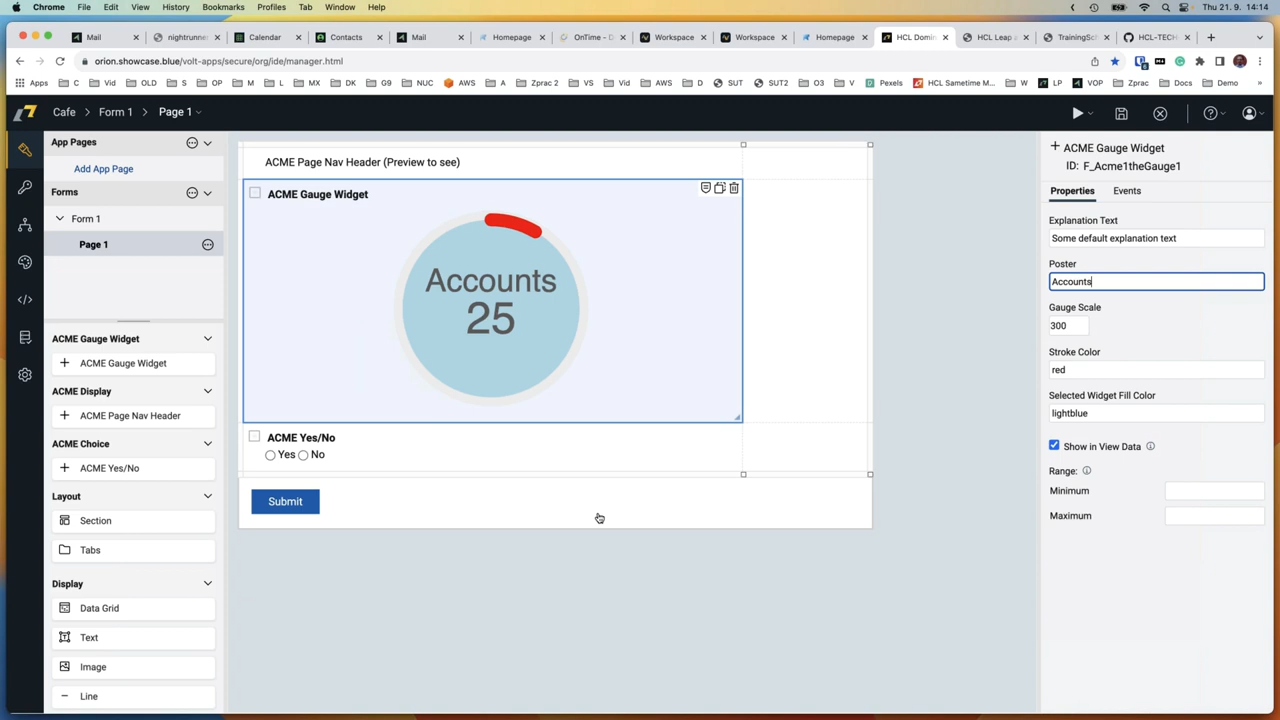 Chrome File Edit View History Bookmarks Profiles Tab Window Help Thu 21. 9. 14:14
Mail nightrunne Calendar Contacts Mail Homepage OnTime - D Workspace Workspace Homepage HCL Domin HCL Leap a TrainingSc HCL-TECH
orion.showcase.blue/volt-apps/secure/org/ide/manager.html
Apps C Vid OLD S OP M MX DK G9 NUC AWS A Zprac 2 VS Vid AWS D SUT SUT2 O3 V Pexels HCL Sametime M... W LP VOP Zprac Docs Demo
Cafe Form 1 Page 1
App Pages
Add App Page
Forms
Form 1
Page 1
ACME Gauge Widget
ACME Gauge Widget
ACME Display
ACME Page Nav Header
ACME Choice
ACME Yes/No
Layout
Section
Tabs
Display
Data Grid
Text
Image
Line
ACME Page Nav Header (Preview to see)
ACME Gauge Widget
Accounts
25
ACME Yes/No
Yes No
Submit
ACME Gauge Widget
ID: F_Acme1theGauge1
Properties Events
Explanation Text
Some default explanation text
Poster
Accounts
Gauge Scale
300
Stroke Color
red
Selected Widget Fill Color
lightblue
Show in View Data
Range:
Minimum
Maximum